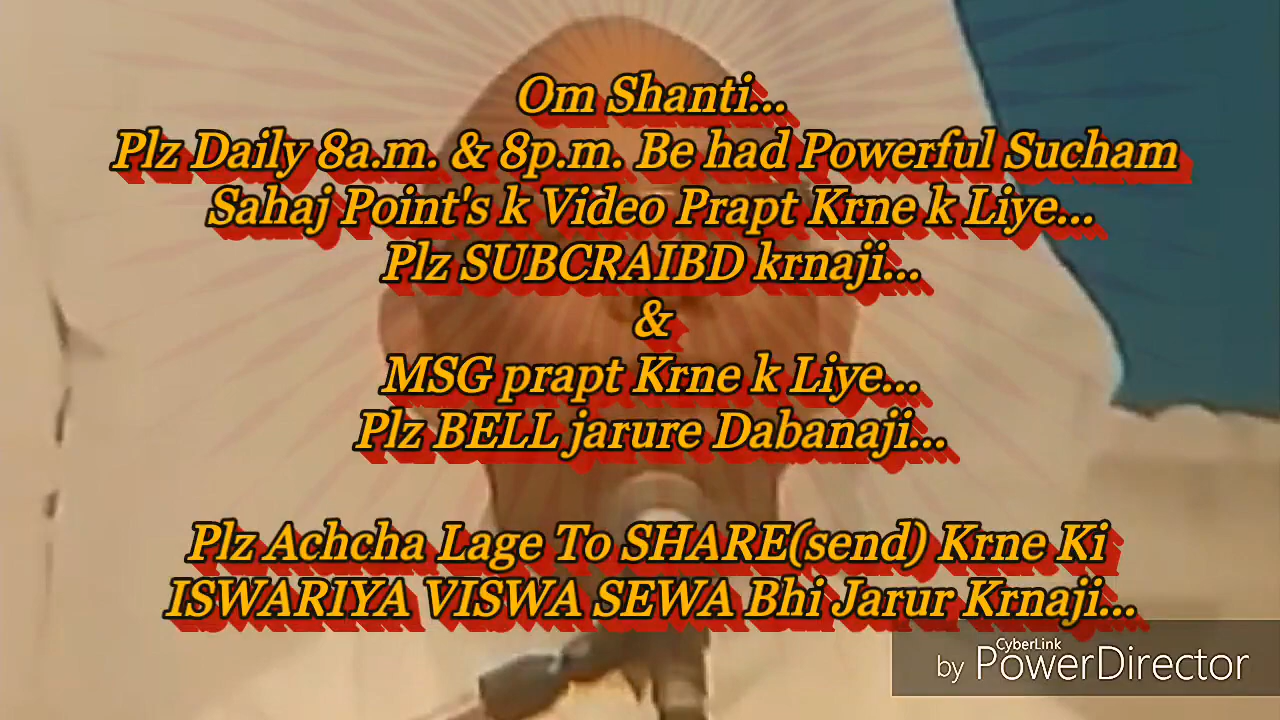 Om Shanti...
Plz Daily 8a.m. & 8p.m. Be had Powerful Sucham
Sahaj Point's k Video Prapt Krne k Liye...
Plz SUBCRAIBD krnaji...
&
MSG prapt Krne k Liye...
Plz BELL jarure Dabanaji...
Plz Achcha Lage To SHARE(send) Krne Ki
ISWARIYA VISWA SEWA Bhi Jarur Krnaji...
CyberLink
by PowerDirector